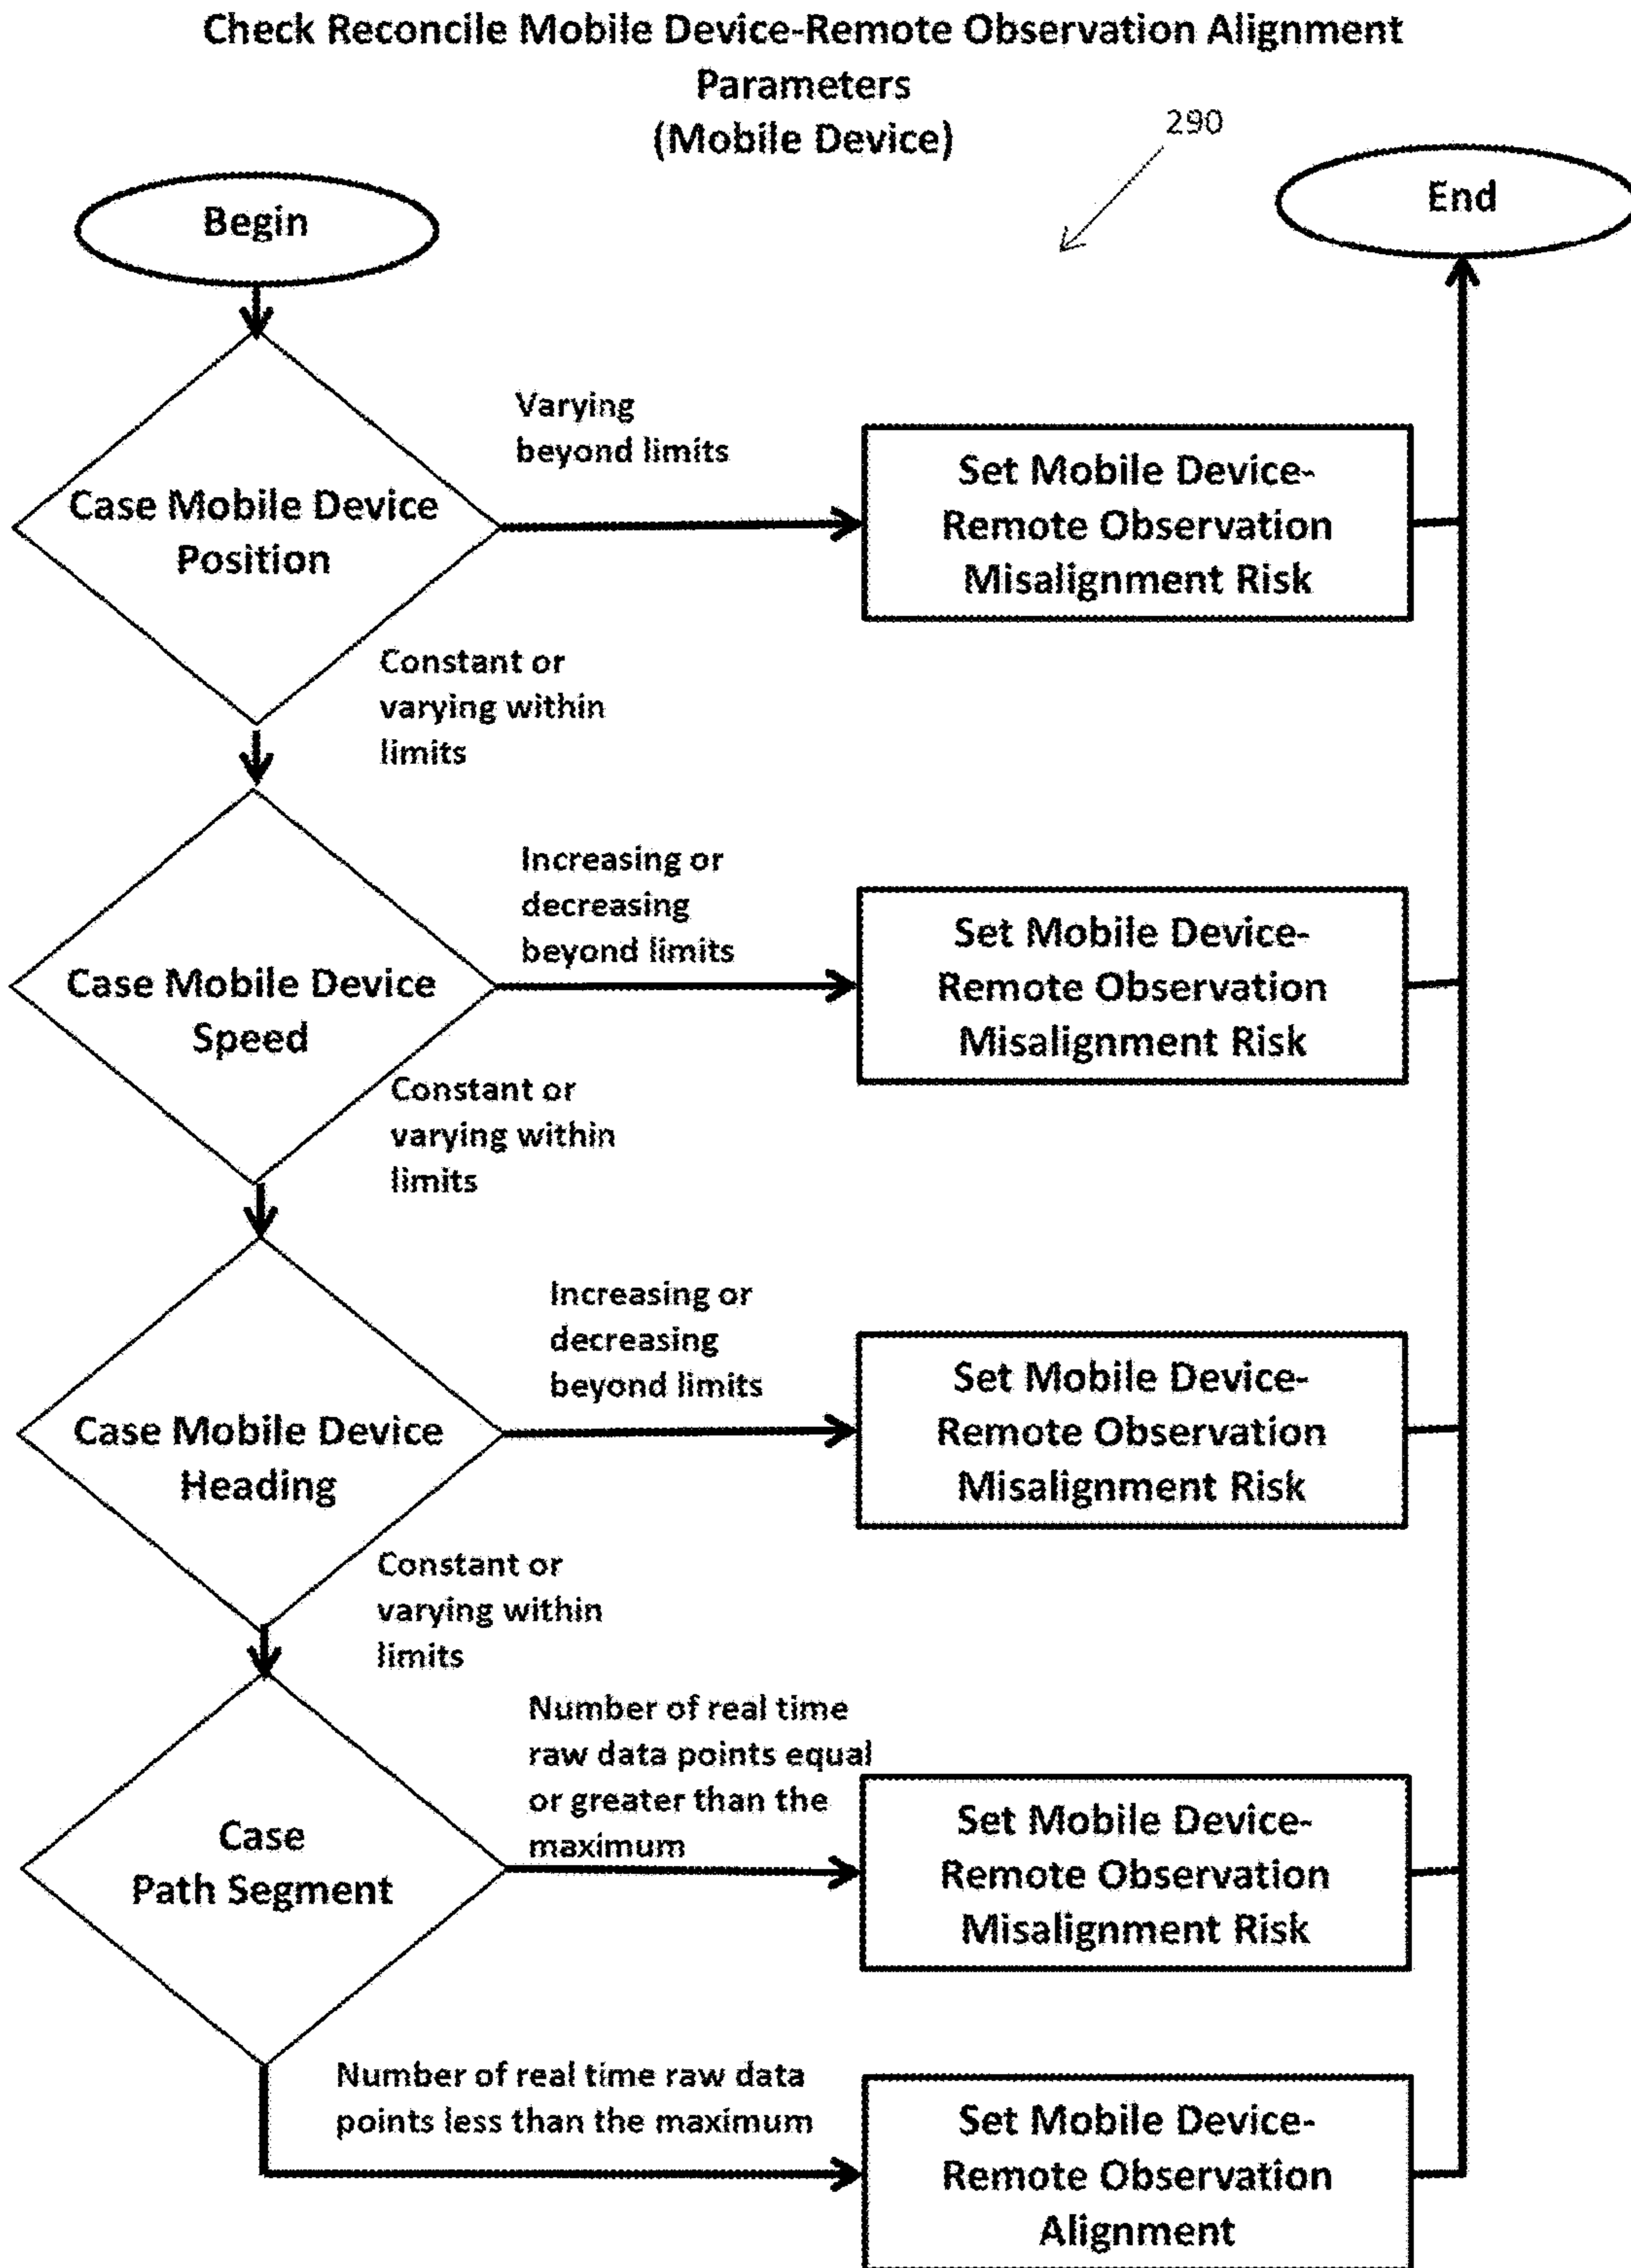 Check Reconcile Mobile Device-Remote Observation Alignment
Parameters
(Mobile Device)
290
Begin
End
Varying
beyond limits
Case Mobile Device
Position
Set Mobile Device-
Remote Observation
Misalignment Risk
Constant or
varying within
limits
Increasing or
decreasing
beyond limits
Case Mobile Device
Speed
Set Mobile Device-
Remote Observation
Misalignment Risk
Constant or
varying within
limits
Increasing or
decreasing
beyond limits
Case Mobile Device
Heading
Set Mobile Device-
Remote Observation
Misalignment Risk
Constant or
varying within
limits
Number of real time
raw data points equal
or greater than the
maximum
Case
Path Segment
Set Mobile Device-
Remote Observation
Misalignment Risk
Number of real time raw data
points less than the maximum
Set Mobile Device-
Remote Observation
Alignment